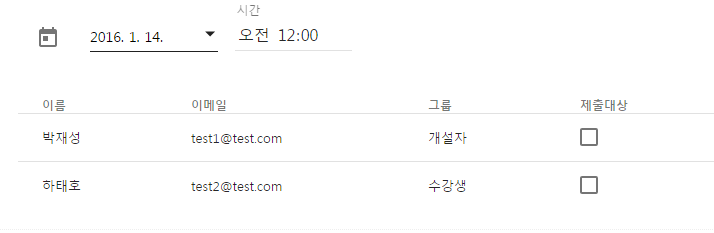 시간
2016. 1. 14.
오전 12:00
이름 이메일 그룹 제출대상
박재성 test1@test.com 개설자
하태호 test2@test.com 수강생